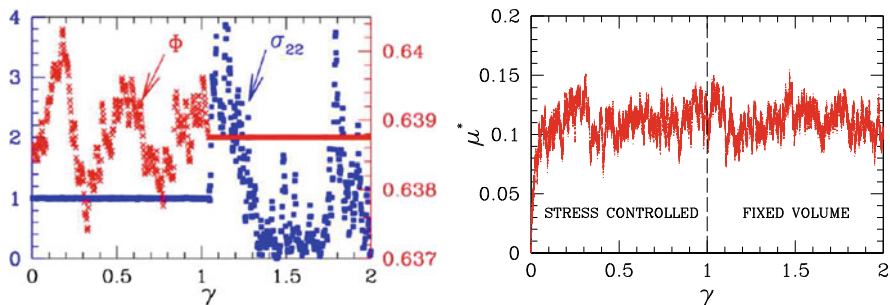 4
3
2
1
0
Φ
σ22
0.64
0.639
0.638
0.637
0 0.5 1 1.5 2
γ
0.2
0.15
0.1
0.05
0
μ*
STRESS CONTROLLED
FIXED VOLUME
0 0.5 1 1.5 2
γ